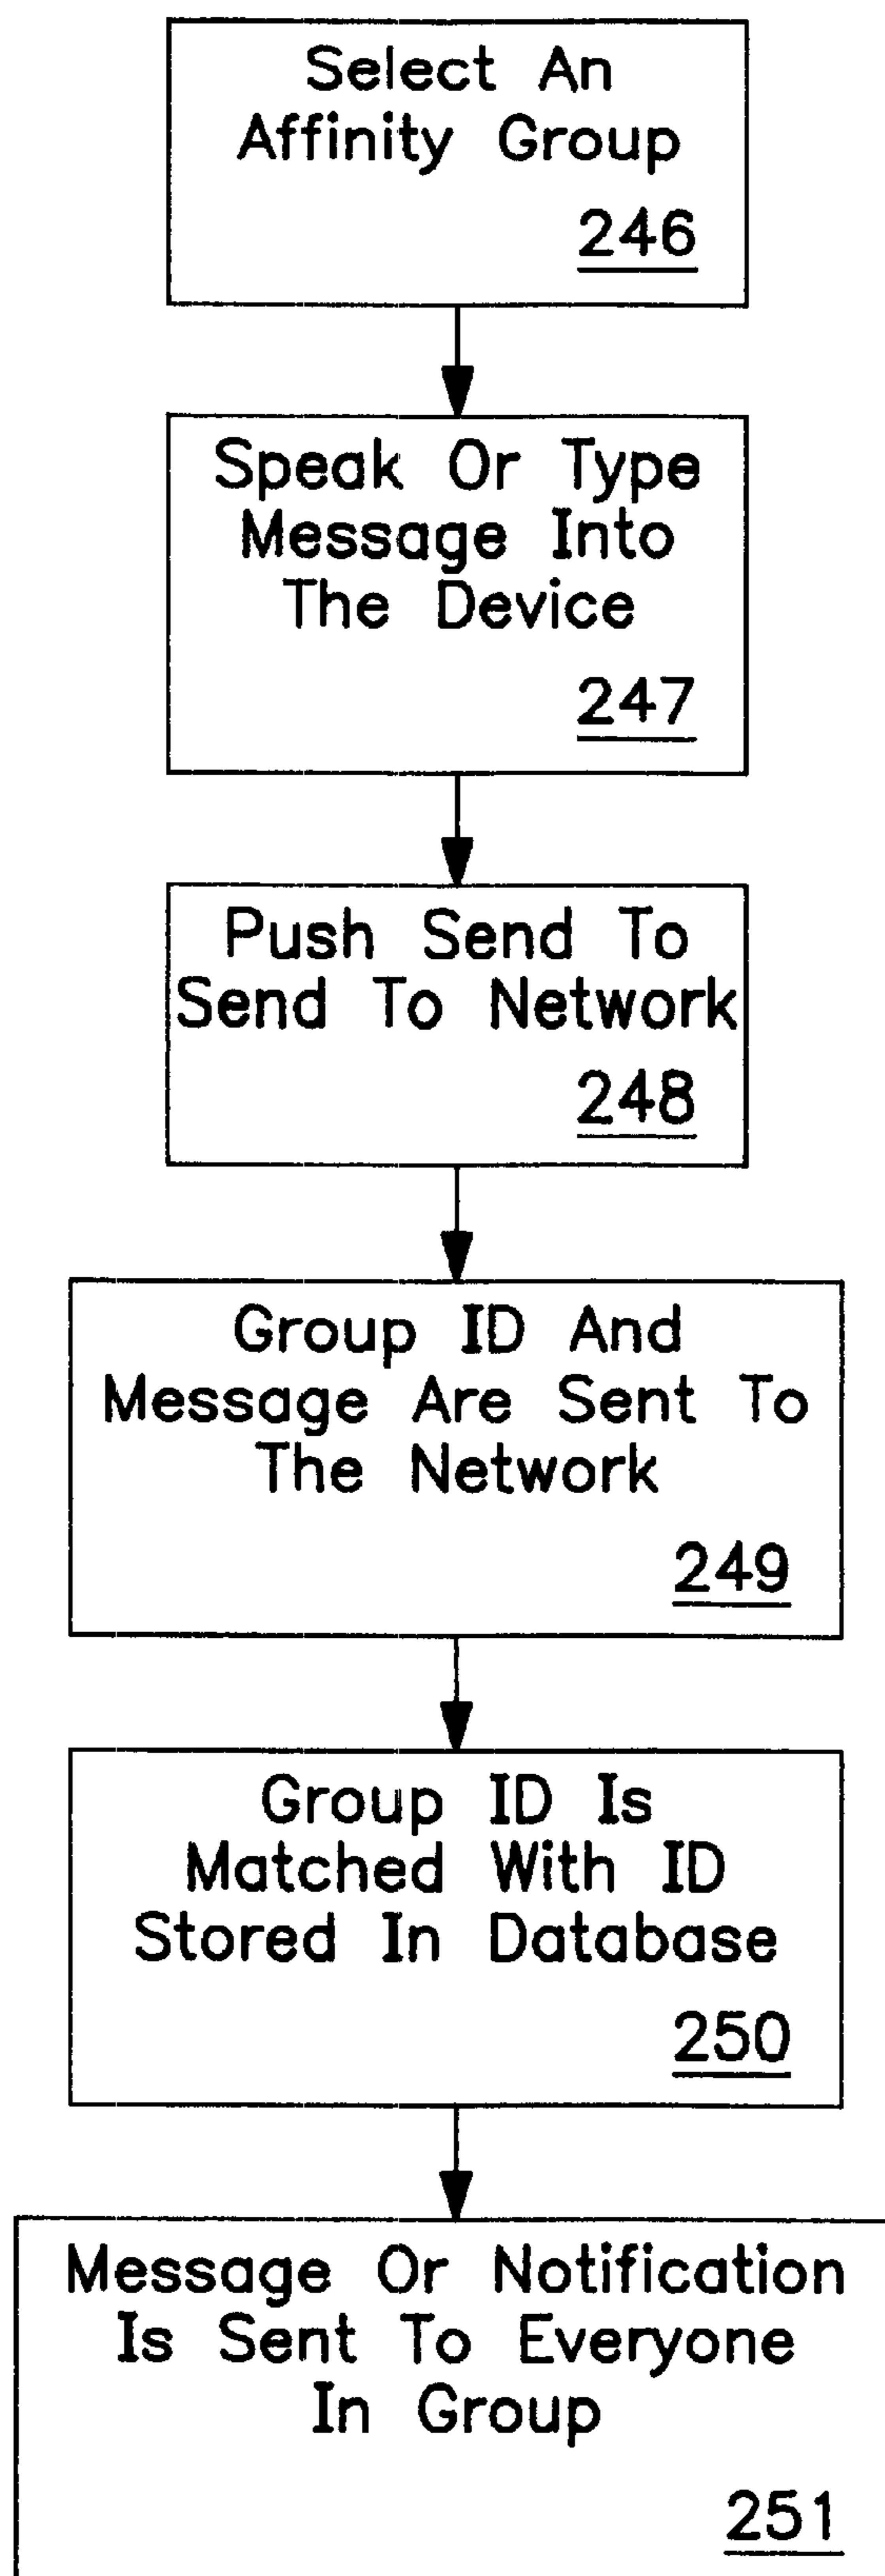 Select An
Affinity Group
246
Speak Or Type
Message Into
The Device
247
Push Send To
Send To Network
248
Group ID And
Message Are Sent To
The Network
249
Group ID Is
Matched With ID
Stored In Database
250
Message Or Notification
Is Sent To Everyone
In Group
251